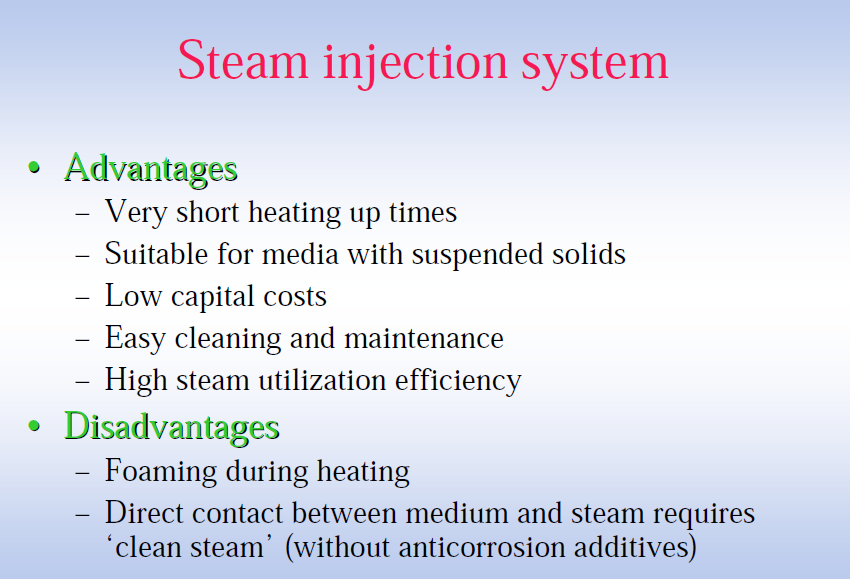 Steam injection system
• Advantages
– Very short heating up times
– Suitable for media with suspended solids
– Low capital costs
– Easy cleaning and maintenance
– High steam utilization efficiency
• Disadvantages
– Foaming during heating
– Direct contact between medium and steam requires
‘clean steam’ (without anticorrosion additives)